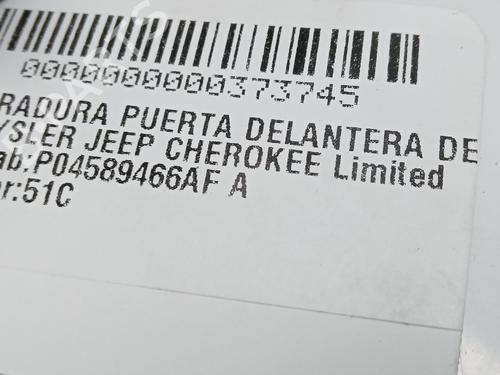 0000000000373745
RADURA PUERTA DELANTERA DE
YSLER JEEP CHEROKEE Limited
ab:P04589466AF A
r:51C